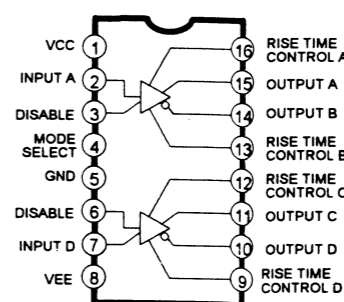 VCC 1
INPUT A 2
DISABLE 3
MODE
SELECT 4
GND 5
DISABLE 6
INPUT D 7
VEE 8
16 RISE TIME
CONTROL A
15 OUTPUT A
14 OUTPUT B
13 RISE TIME
CONTROL B
12 RISE TIME
CONTROL C
11 OUTPUT C
10 OUTPUT D
9 RISE TIME
CONTROL D